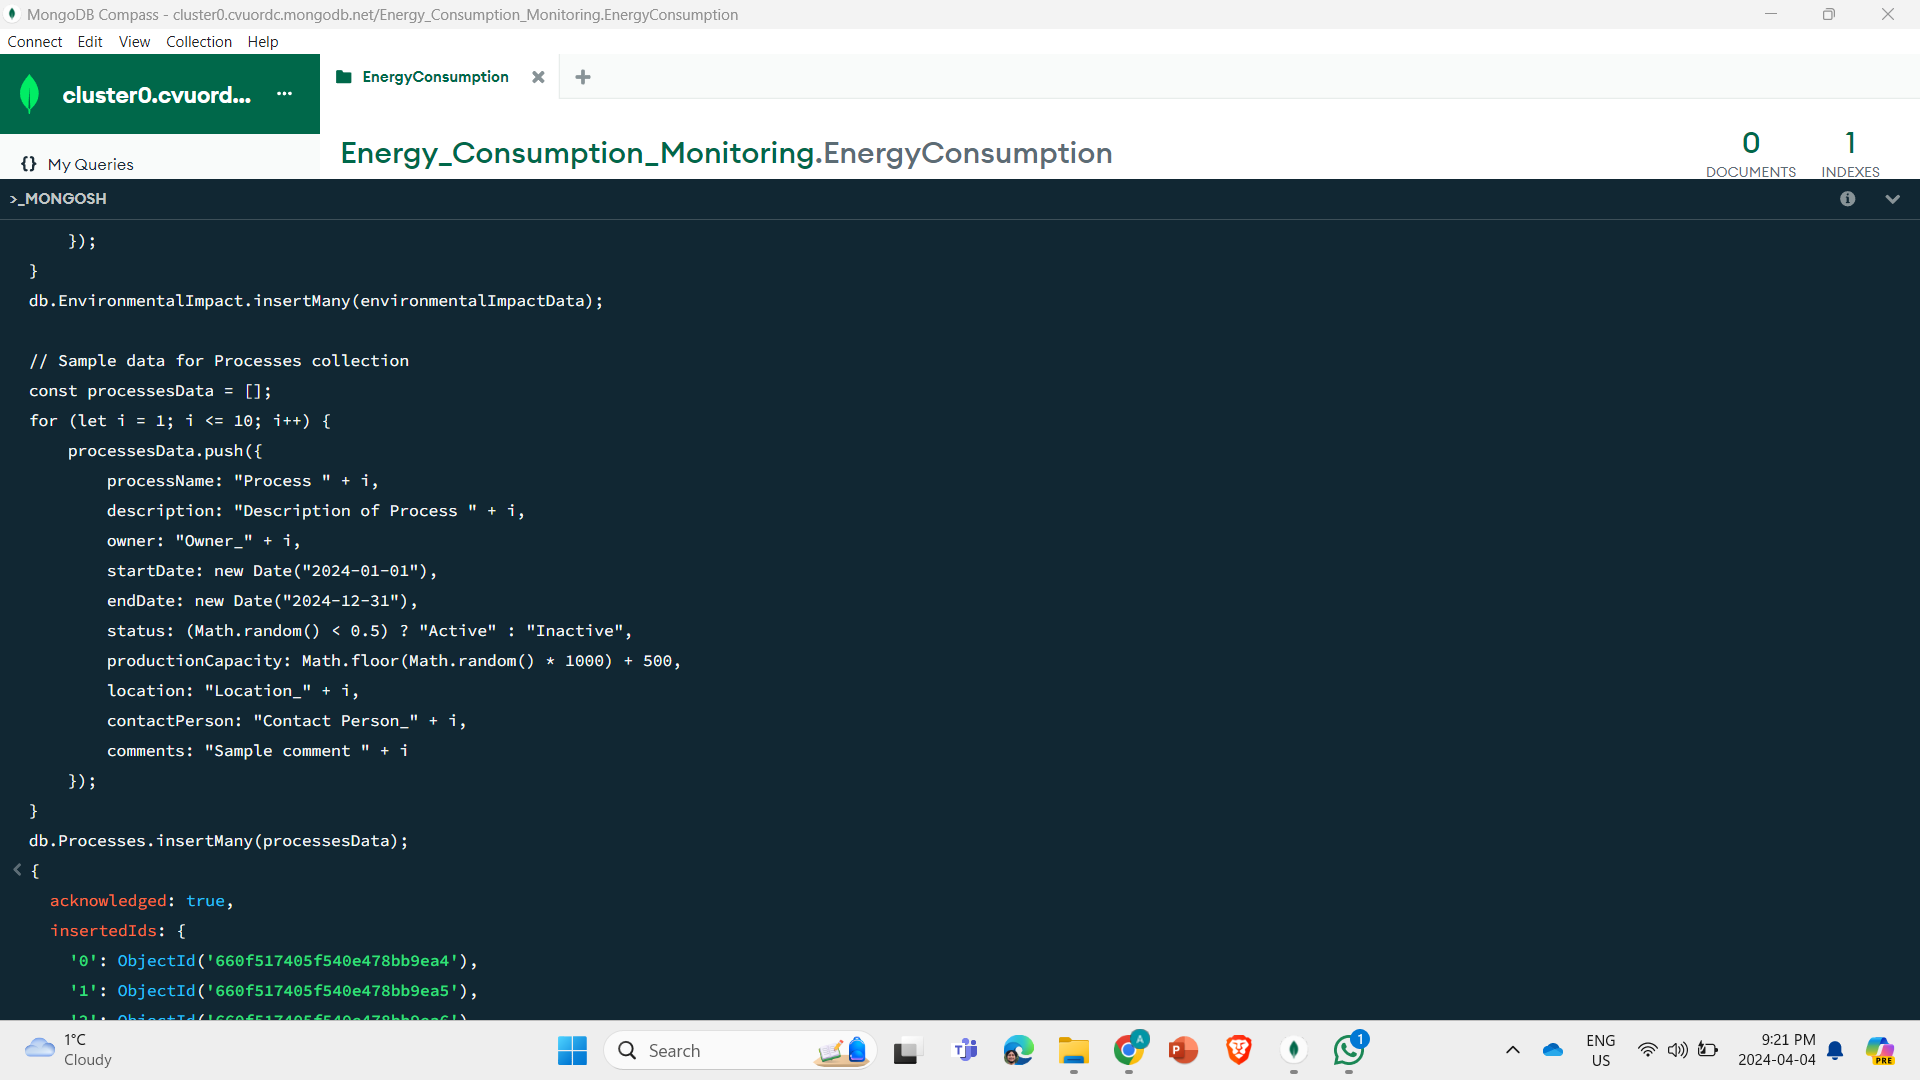 MongoDB Compass - cluster0.cvuordc.mongodb.net/Energy_Consumption_Monitoring.EnergyConsumption
Connect Edit View Collection Help
cluster0.cvuord... ...
EnergyConsumption
{} My Queries
Energy_Consumption_Monitoring.EnergyConsumption
0 1
DOCUMENTS INDEXES
>_MONGOSH
});
}
db.EnvironmentalImpact.insertMany(environmentalImpactData);
// Sample data for Processes collection
const processesData = [];
for (let i = 1; i <= 10; i++) {
processesData.push({
processName: "Process " + i,
description: "Description of Process " + i,
owner: "Owner_" + i,
startDate: new Date("2024-01-01"),
endDate: new Date("2024-12-31"),
status: (Math.random() < 0.5) ? "Active" : "Inactive",
productionCapacity: Math.floor(Math.random() * 1000) + 500,
location: "Location_" + i,
contactPerson: "Contact Person_" + i,
comments: "Sample comment " + i
});
}
db.Processes.insertMany(processesData);
< {
acknowledged: true,
insertedIds: {
'0': ObjectId('660f517405f540e478bb9ea4'),
'1': ObjectId('660f517405f540e478bb9ea5'),
'2': ObjectId('660f517405f540e478bb9ea6'),
1°C
Cloudy
Search
A
1
ENG
US
9:21 PM
2024-04-04
PRE